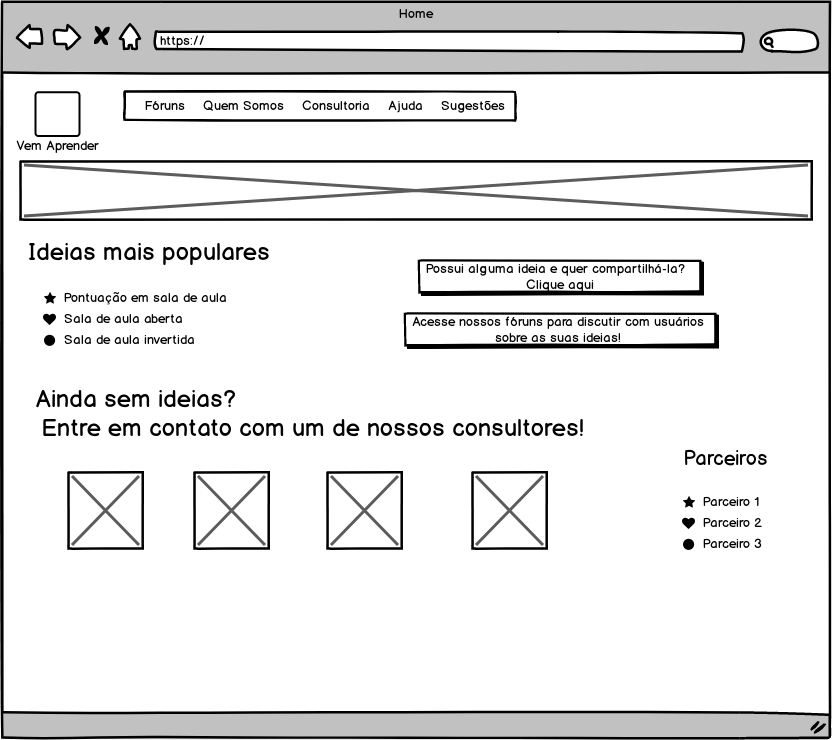 Home
https://
Fóruns Quem Somos Consultoria Ajuda Sugestões
Vem Aprender
Ideias mais populares
Pontuação em sala de aula
Sala de aula aberta
Sala de aula invertida
Possui alguma ideia e quer compartilhá-la?
Clique aqui
Acesse nossos fóruns para discutir com usuários
sobre as suas ideias!
Ainda sem ideias?
Entre em contato com um de nossos consultores!
Parceiros
Parceiro 1
Parceiro 2
Parceiro 3